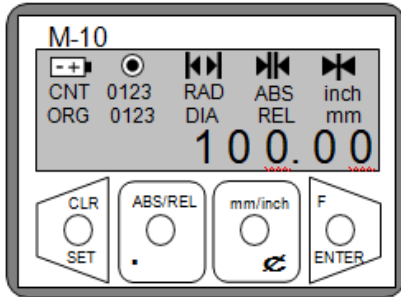 M-10
- +
CNT 0123 RAD ABS inch
ORG 0123 DIA REL mm
100.00
CLR ABS/REL mm/inch F
SET . ¢ ENTER